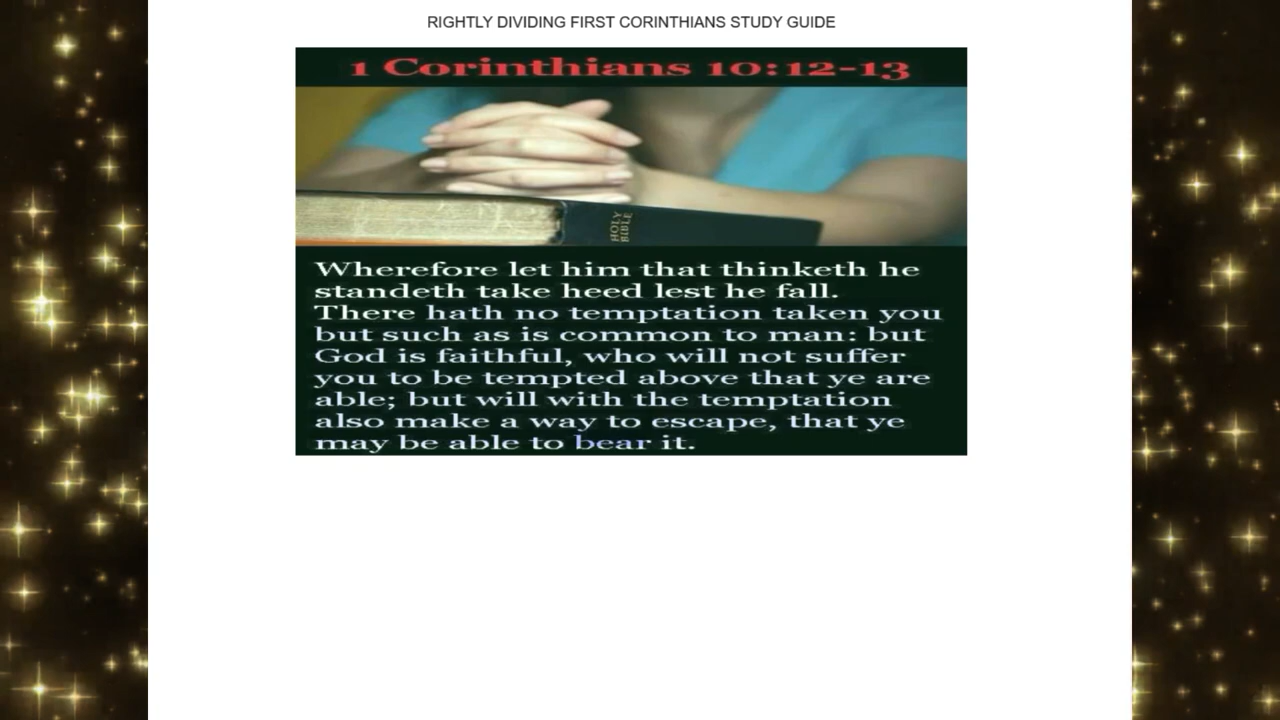 RIGHTLY DIVIDING FIRST CORINTHIANS STUDY GUIDE
1 Corinthians 10:12-13
HOLY
BIBLE
Wherefore let him that thinketh he
standeth take heed lest he fall.
There hath no temptation taken you
but such as is common to man: but
God is faithful, who will not suffer
you to be tempted above that ye are
able; but will with the temptation
also make a way to escape, that ye
may be able to bear it.